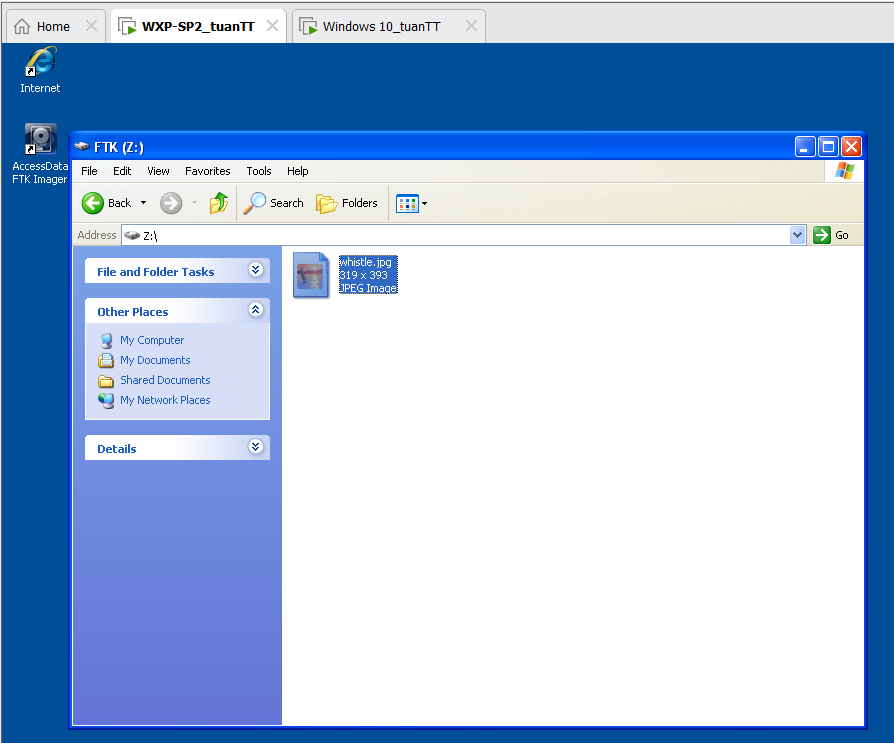 Home
WXP-SP2_tuanTT
Windows 10_tuanTT
Internet
AccessData
FTK Imager
FTK (Z:)
File Edit View Favorites Tools Help
Back Search Folders
Address Z:\ Go
File and Folder Tasks
Other Places
My Computer
My Documents
Shared Documents
My Network Places
Details
whistle.jpg
319 x 393
JPEG Image